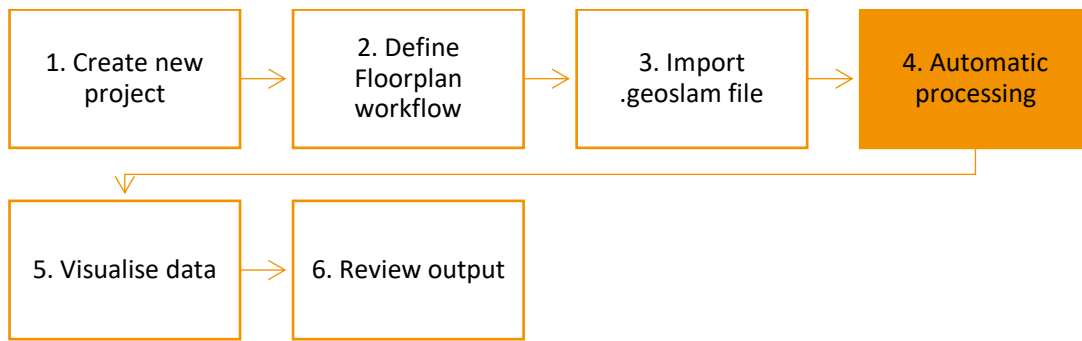 1. Create new
project
2. Define
Floorplan
workflow
3. Import
.geoslam file
4. Automatic
processing
5. Visualise data
6. Review output